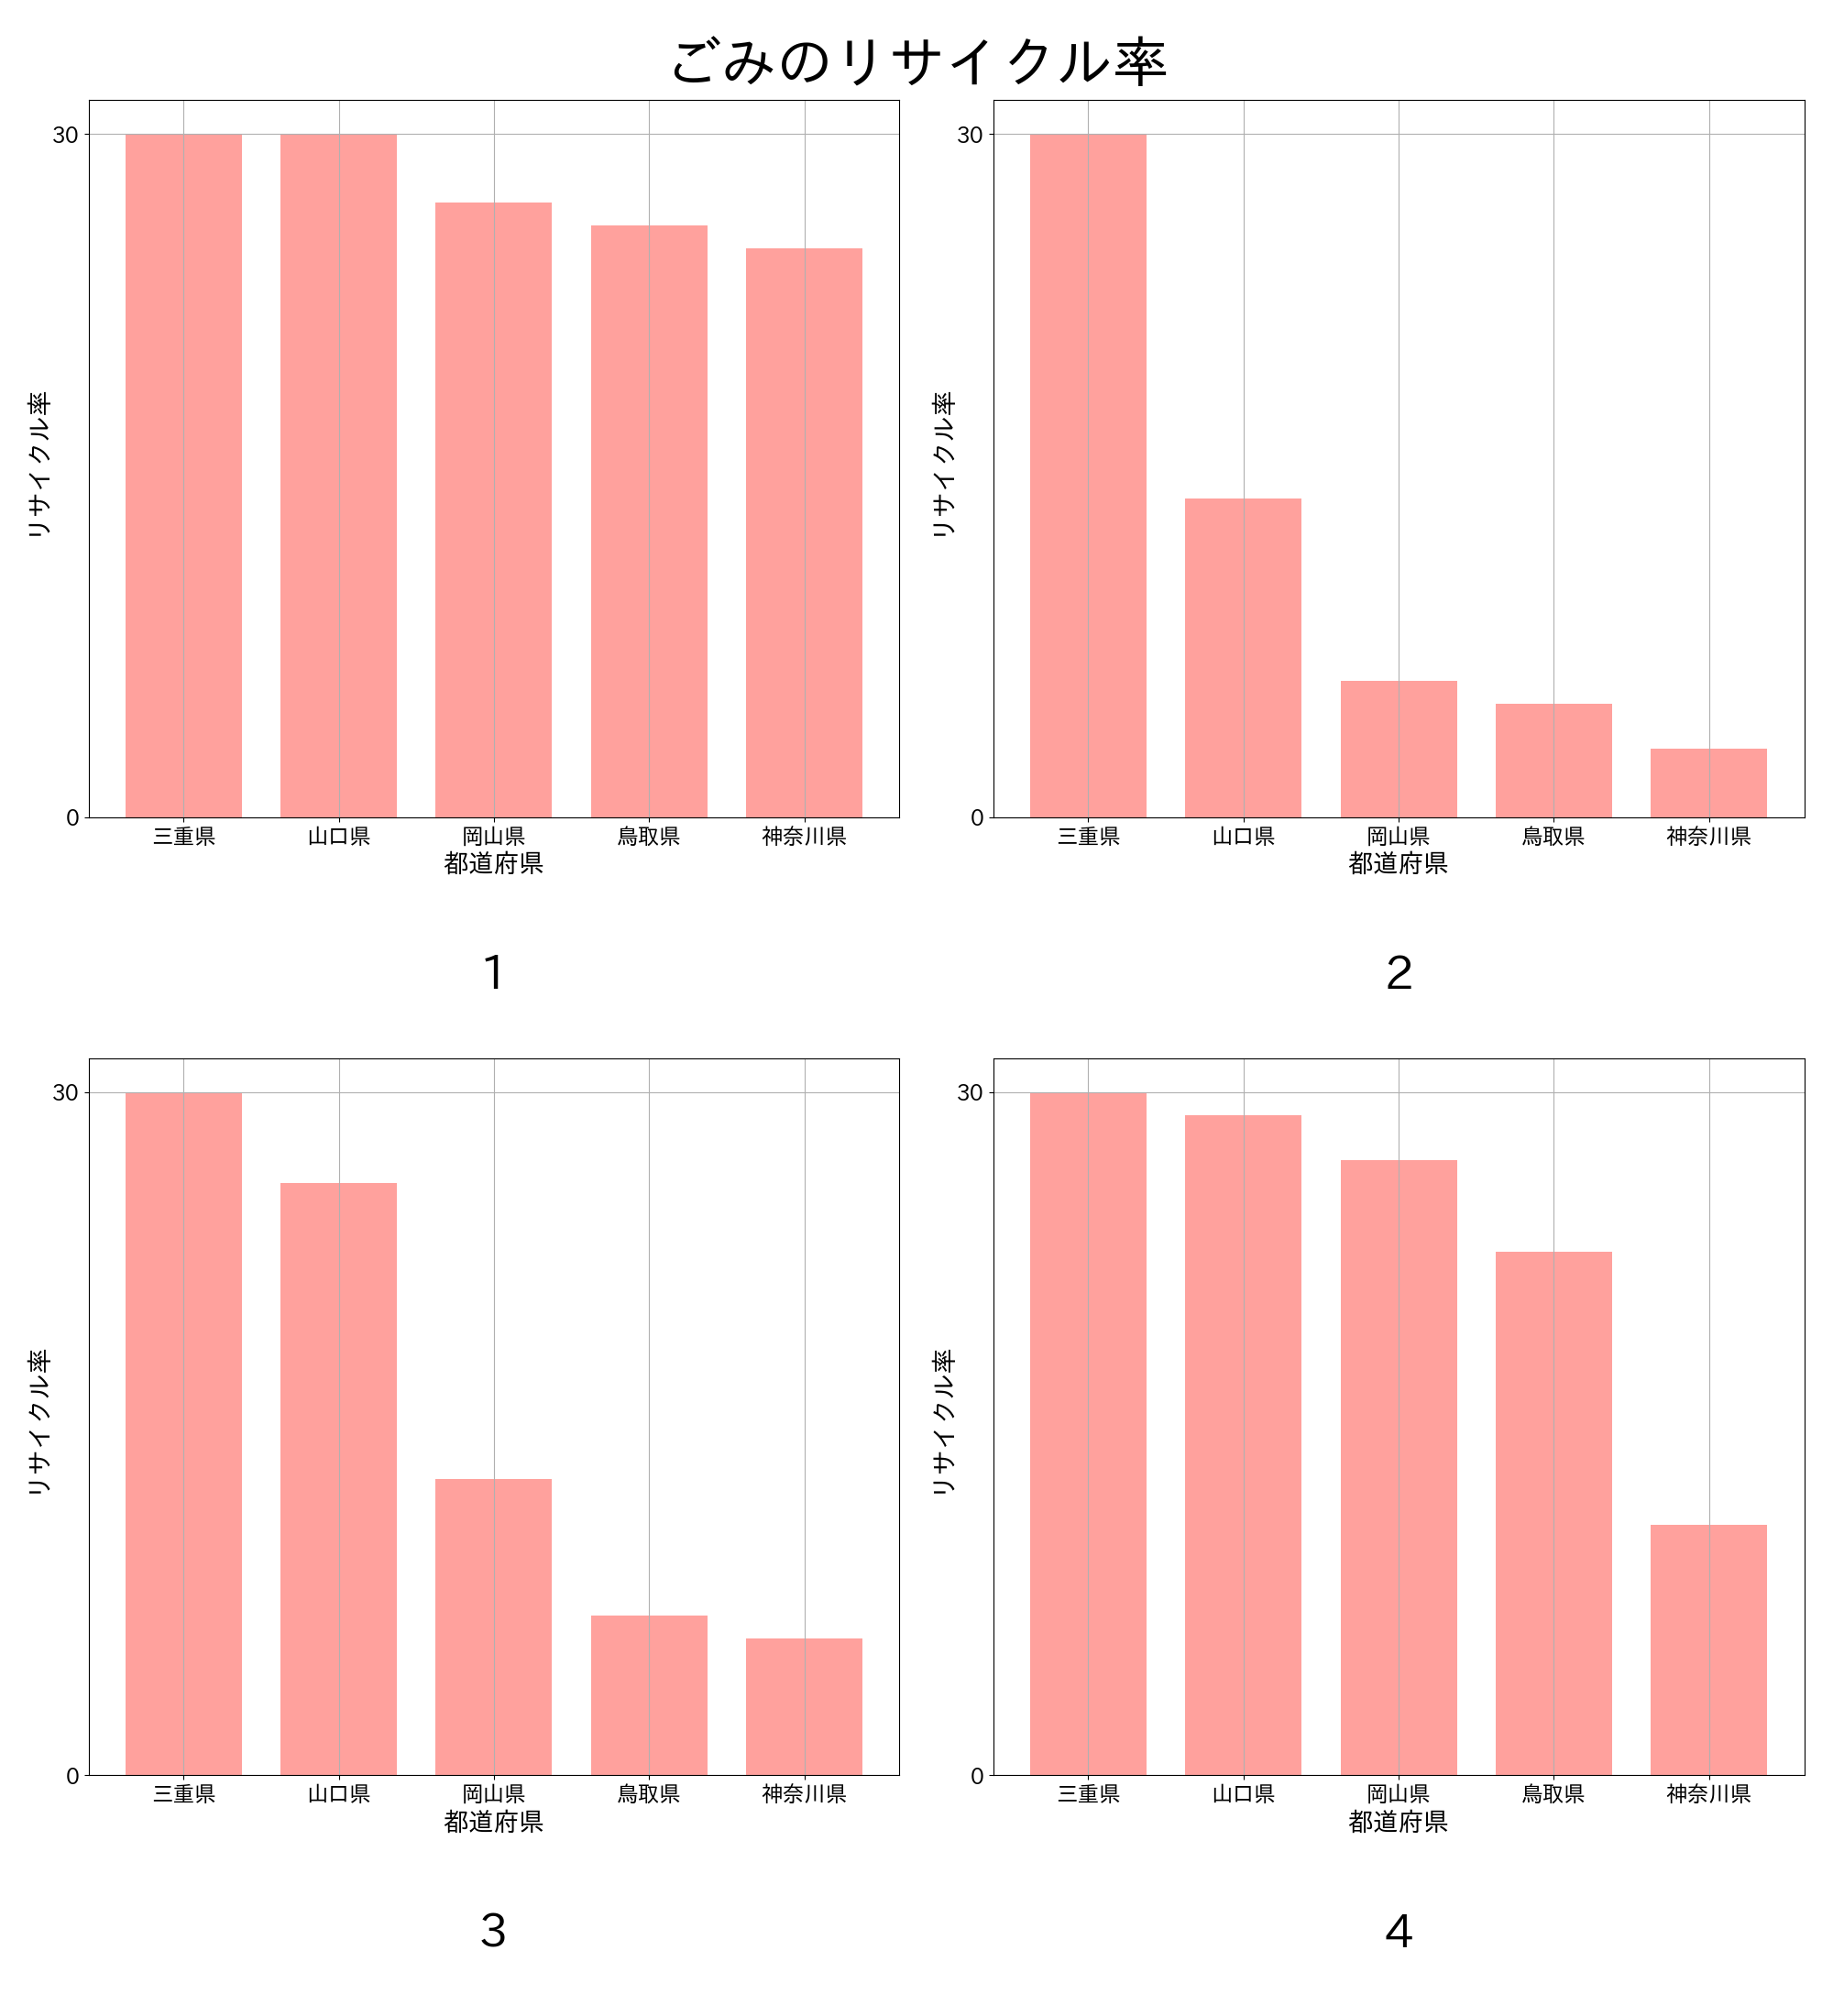 ごみのリサイクル率
30
0
リサイクル率
三重県 山口県 岡山県 鳥取県 神奈川県
都道府県
1
30
0
リサイクル率
三重県 山口県 岡山県 鳥取県 神奈川県
都道府県
2
30
0
リサイクル率
三重県 山口県 岡山県 鳥取県 神奈川県
都道府県
3
30
0
リサイクル率
三重県 山口県 岡山県 鳥取県 神奈川県
都道府県
4